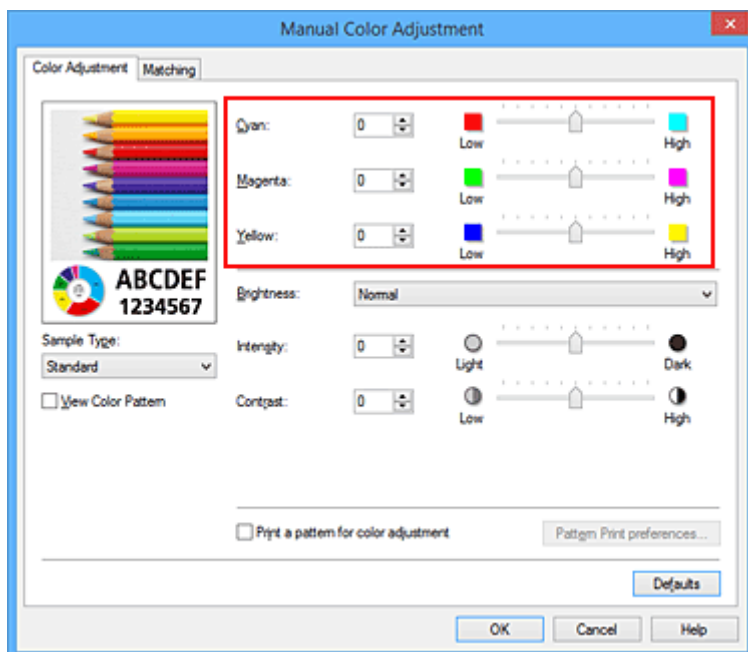 Manual Color Adjustment
Color Adjustment Matching
Cyan: 0 Low High
Magenta: 0 Low High
Yellow: 0 Low High
ABCDEF
1234567
Brightness: Normal
Sample Type:
Standard
Intensity: 0 Light Dark
View Color Pattern
Contrast: 0 Low High
Print a pattern for color adjustment Pattern Print preferences...
Defaults
OK Cancel Help